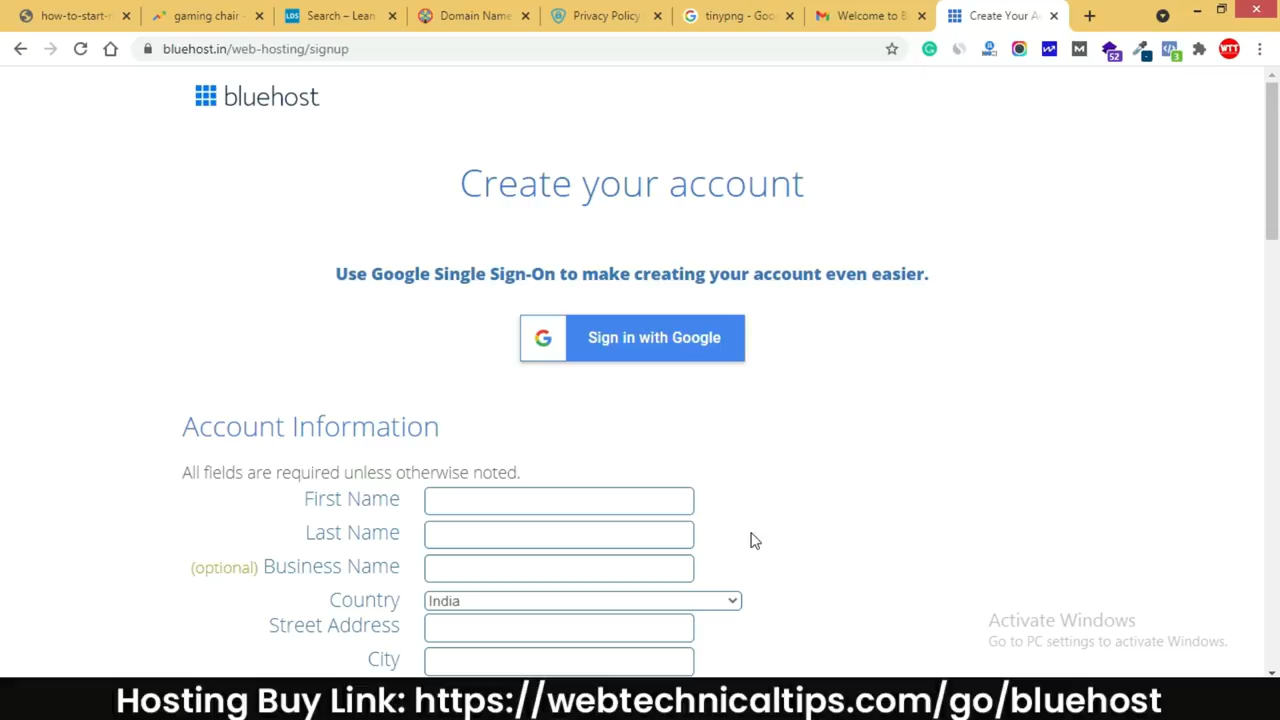 how-to-start-r
gaming chair -
LDS
Search – Lean
Domain Name
Privacy Policy
tinypng - Goo
Welcome to B
Create Your A
bluehost.in/web-hosting/signup
52
3
WTT
bluehost
Create your account
Use Google Single Sign-On to make creating your account even easier.
Sign in with Google
Account Information
All fields are required unless otherwise noted.
First Name
Last Name
(optional) Business Name
Country
India
Street Address
City
Activate Windows
Go to PC settings to activate Windows.
Hosting Buy Link: https://webtechnicaltips.com/go/bluehost